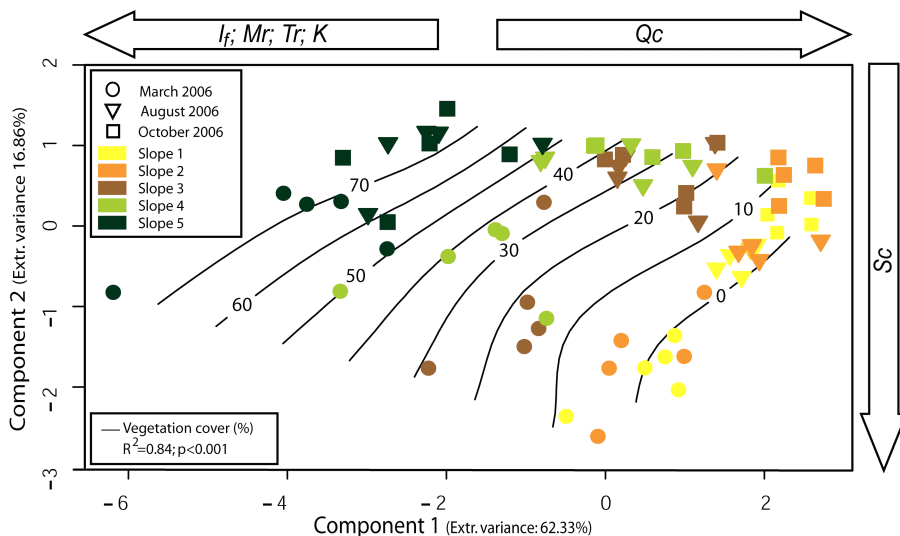 If; Mr; Tr; K
Qc
Sc
March 2006
August 2006
October 2006
Slope 1
Slope 2
Slope 3
Slope 4
Slope 5
Vegetation cover (%)
R²=0.84; p<0.001
70
60
50
40
30
20
10
0
Component 2 (Extr. variance 16.86%)
2
1
0
-1
-2
-3
-6
-4
-2
0
2
Component 1 (Extr. variance: 62.33%)